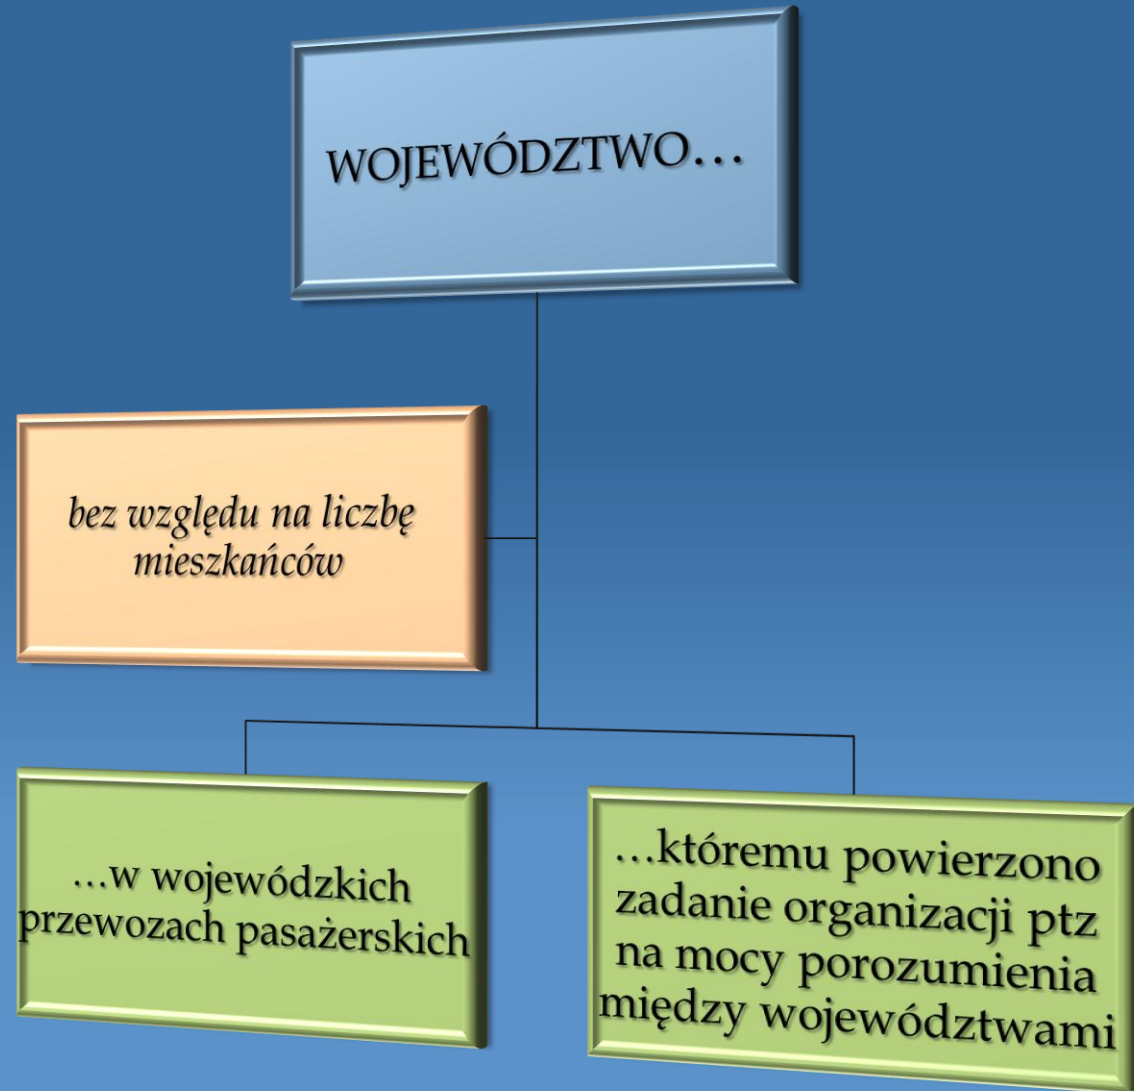 WOJEWÓDZTWO…
bez względu na liczbę
mieszkańców
…w wojewódzkich
przewozach pasażerskich
…któremu powierzono
zadanie organizacji ptz
na mocy porozumienia
między województwami